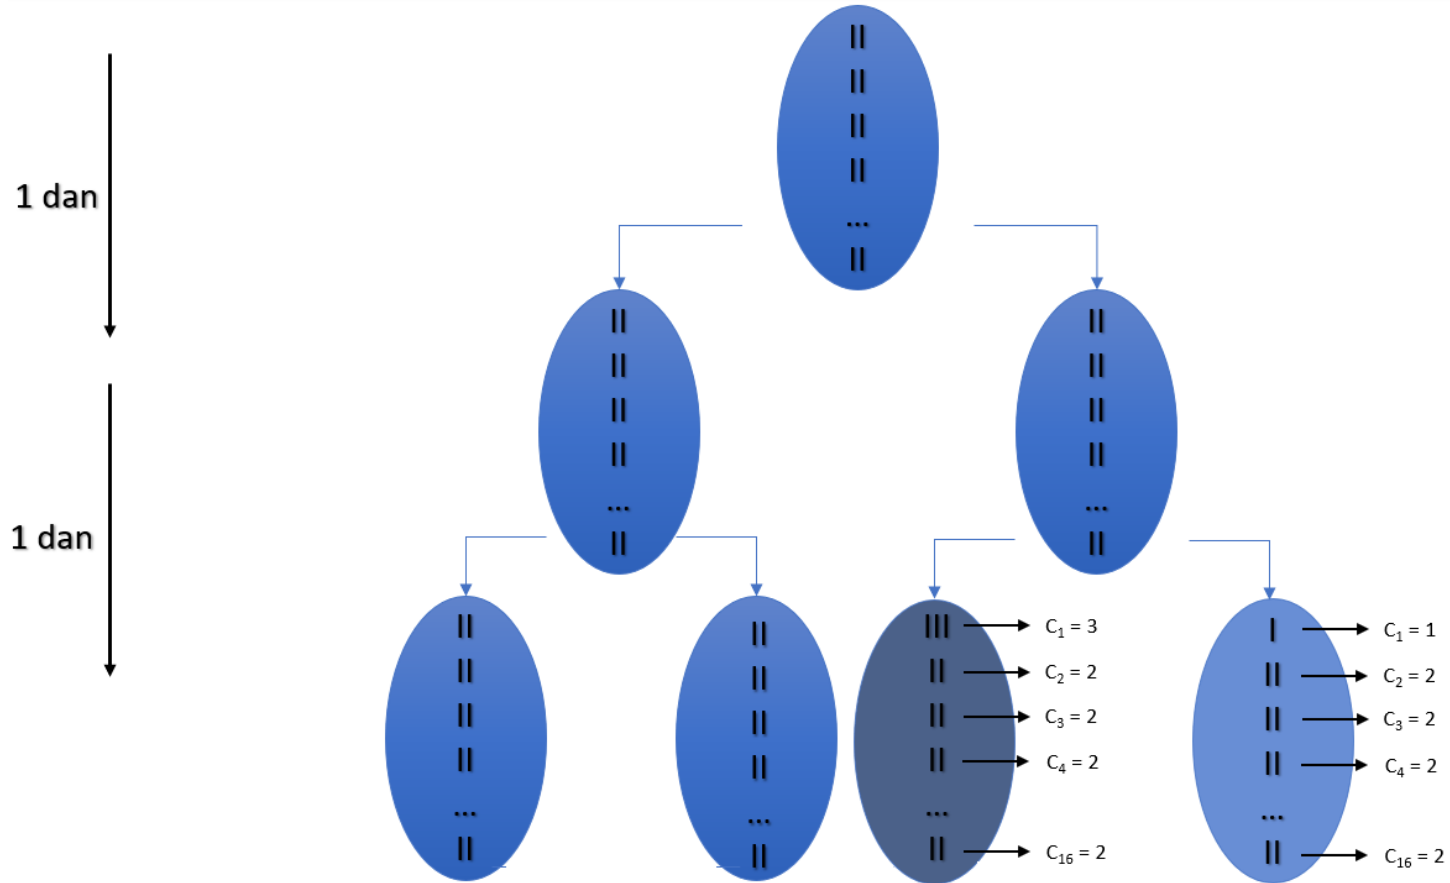 ||
||
||
||
...
||
1 dan
||
||
||
||
...
||
||
||
||
||
...
||
1 dan
||
||
||
||
...
||
||
||
||
||
...
||
||| C₁ = 3
|| C₂ = 2
|| C₃ = 2
|| C₄ = 2
...
|| C₁₆ = 2
| C₁ = 1
|| C₂ = 2
|| C₃ = 2
|| C₄ = 2
...
|| C₁₆ = 2